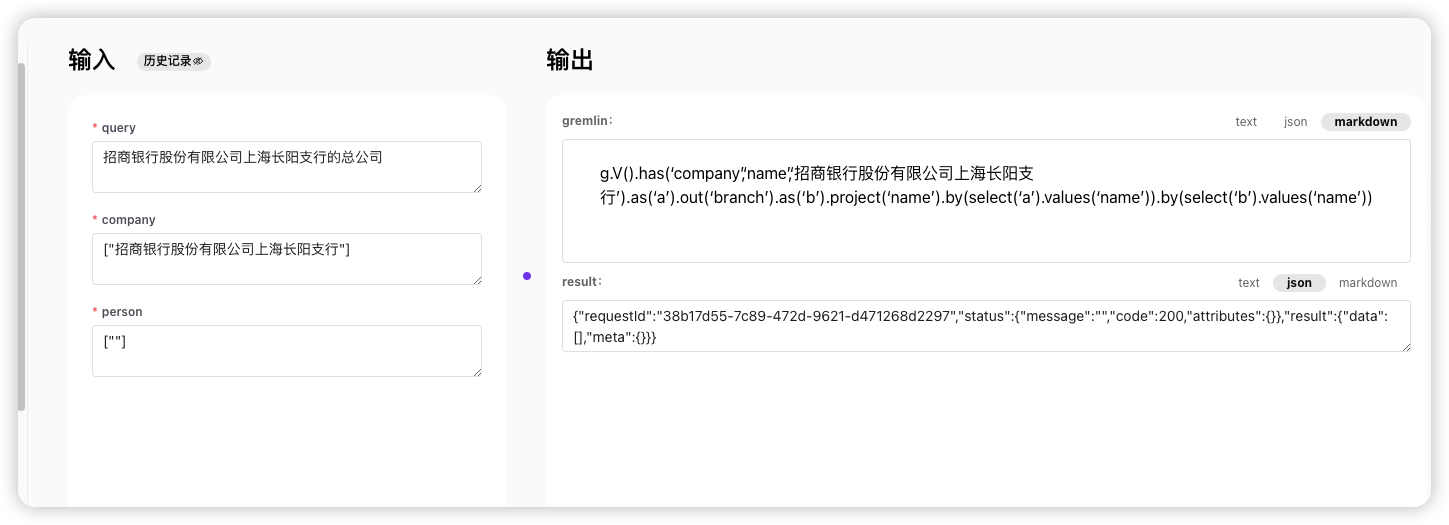 输入
历史记录
输出
* query
招商银行股份有限公司上海长阳支行的总公司
* company
["招商银行股份有限公司上海长阳支行"]
* person
[""]
gremlin:
text json markdown
g.V().has(‘company’,‘name’,‘招商银行股份有限公司上海长阳支
行’).as(‘a’).out(‘branch’).as(‘b’).project(‘name’).by(select(‘a’).values(‘name’)).by(select(‘b’).values(‘name’))
result:
text json markdown
{"requestId":"38b17d55-7c89-472d-9621-d471268d2297","status":{"message":"","code":200,"attributes":{}},"result":{"data":
[],"meta":{}}}